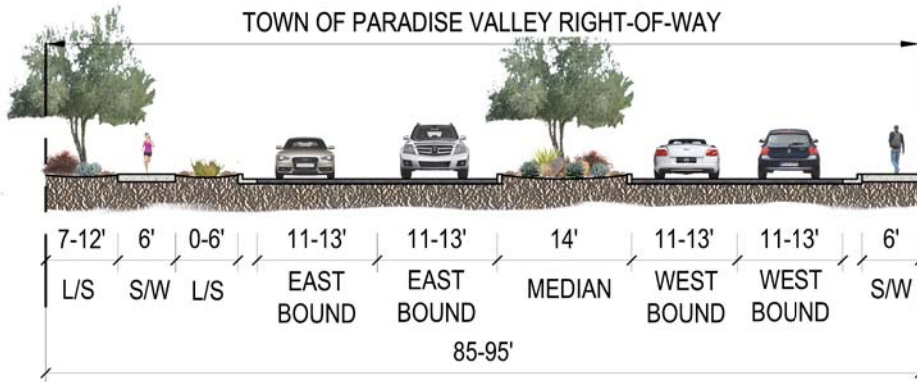 TOWN OF PARADISE VALLEY RIGHT-OF-WAY
7-12' 6' 0-6' 11-13' 11-13' 14' 11-13' 11-13' 6'
L/S S/W L/S EAST BOUND EAST BOUND MEDIAN WEST BOUND WEST BOUND S/W
85-95'